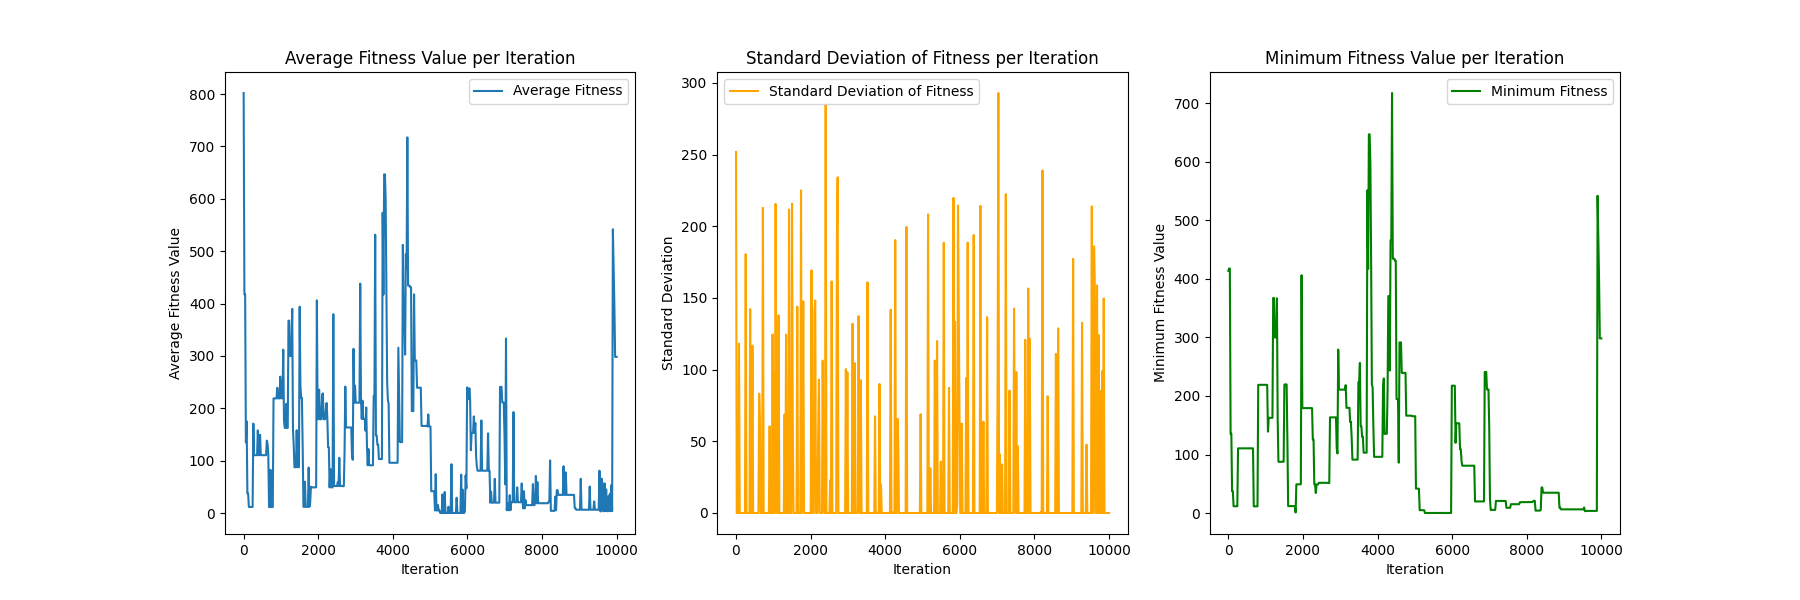 Average Fitness Value per Iteration
Average Fitness
Average Fitness Value
800
700
600
500
400
300
200
100
0
0 2000 4000 6000 8000 10000
Iteration
Standard Deviation of Fitness per Iteration
Standard Deviation of Fitness
Standard Deviation
300
250
200
150
100
50
0
0 2000 4000 6000 8000 10000
Iteration
Minimum Fitness Value per Iteration
Minimum Fitness
Minimum Fitness Value
700
600
500
400
300
200
100
0
0 2000 4000 6000 8000 10000
Iteration